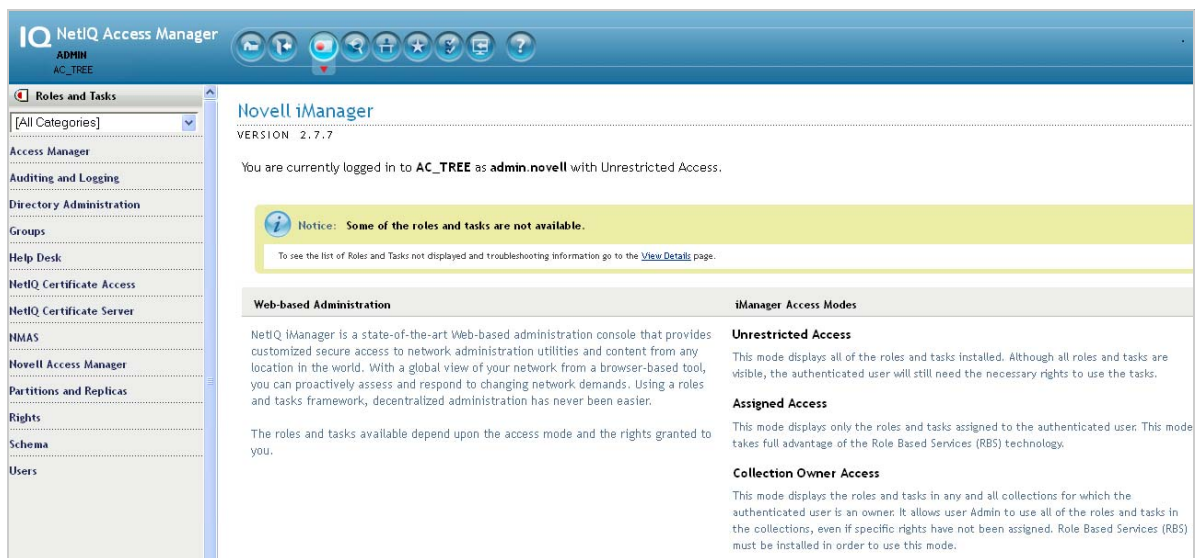 NetIQ Access Manager
ADMIN
AC_TREE
Roles and Tasks
[All Categories]
Access Manager
Auditing and Logging
Directory Administration
Groups
Help Desk
NetIQ Certificate Access
NetIQ Certificate Server
NMAS
Novell Access Manager
Partitions and Replicas
Rights
Schema
Users
Novell iManager
VERSION 2.7.7
You are currently logged in to AC_TREE as admin.novell with Unrestricted Access.
Notice: Some of the roles and tasks are not available.
To see the list of Roles and Tasks not displayed and troubleshooting information go to the View Details page.
Web-based Administration
NetIQ iManager is a state-of-the-art Web-based administration console that provides
customized secure access to network administration utilities and content from any
location in the world. With a global view of your network from a browser-based tool,
you can proactively assess and respond to changing network demands. Using a roles
and tasks framework, decentralized administration has never been easier.
The roles and tasks available depend upon the access mode and the rights granted to
you.
iManager Access Modes
Unrestricted Access
This mode displays all of the roles and tasks installed. Although all roles and tasks are
visible, the authenticated user will still need the necessary rights to use the tasks.
Assigned Access
This mode displays only the roles and tasks assigned to the authenticated user. This mode
takes full advantage of the Role Based Services (RBS) technology.
Collection Owner Access
This mode displays the roles and tasks in any and all collections for which the
authenticated user is an owner. It allows user Admin to use all of the roles and tasks in
the collections, even if specific rights have not been assigned. Role Based Services (RBS)
must be installed in order to use this mode.